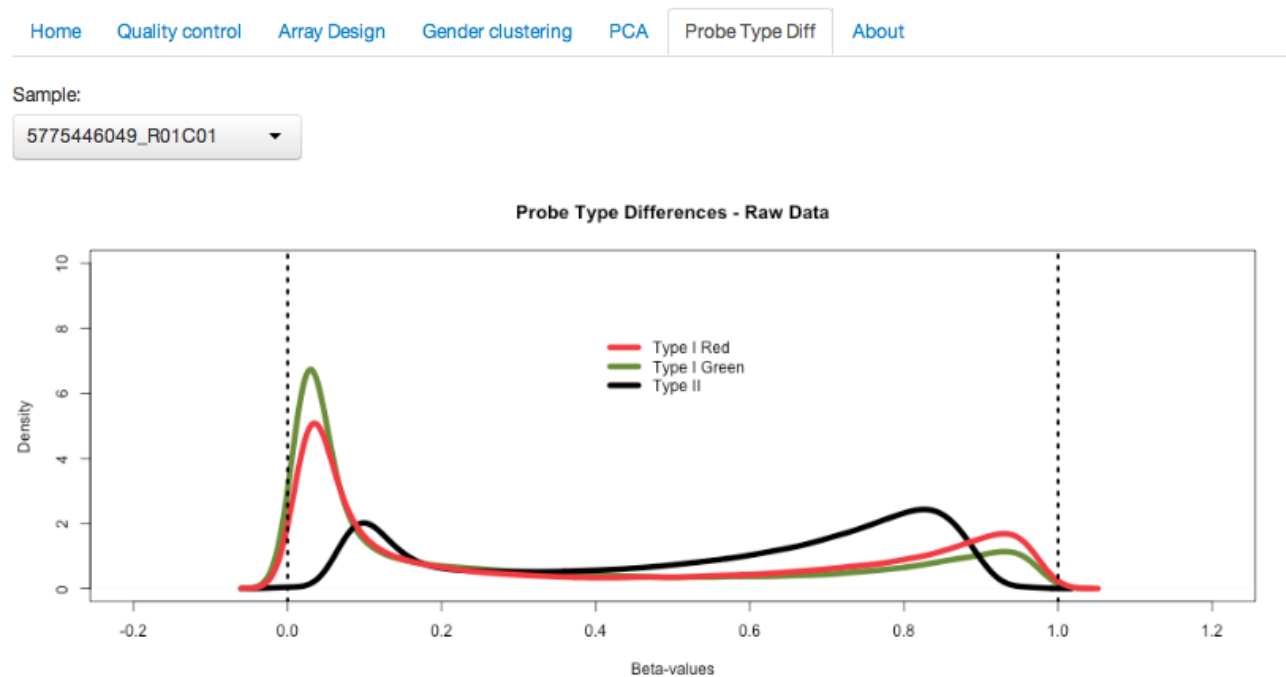 Home Quality control Array Design Gender clustering PCA Probe Type Diff About
Sample:
5775446049_R01C01
Probe Type Differences - Raw Data
10
8
6
4
2
0
Density
Type I Red
Type I Green
Type II
-0.2 0.0 0.2 0.4 0.6 0.8 1.0 1.2
Beta-values